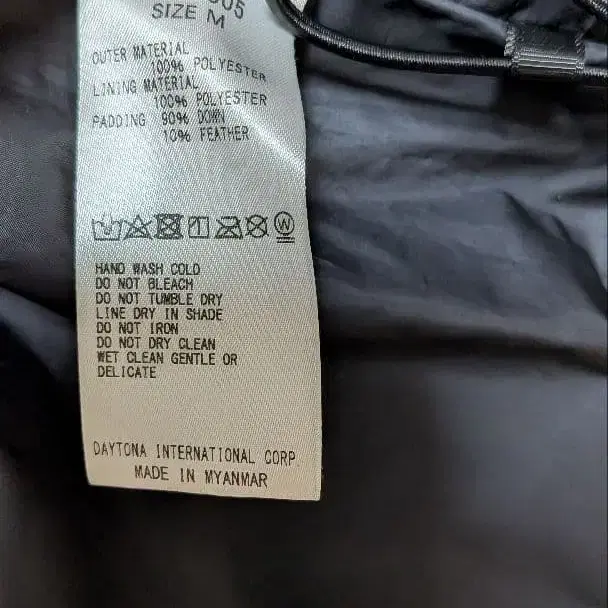 SIZE M
OUTER MATERIAL
100% POLYESTER
LINING MATERIAL
100% POLYESTER
PADDING 90% DOWN
10% FEATHER
W
HAND WASH COLD
DO NOT BLEACH
DO NOT TUMBLE DRY
LINE DRY IN SHADE
DO NOT IRON
DO NOT DRY CLEAN
WET CLEAN GENTLE OR
DELICATE
DAYTONA INTERNATIONAL CORP
MADE IN MYANMAR